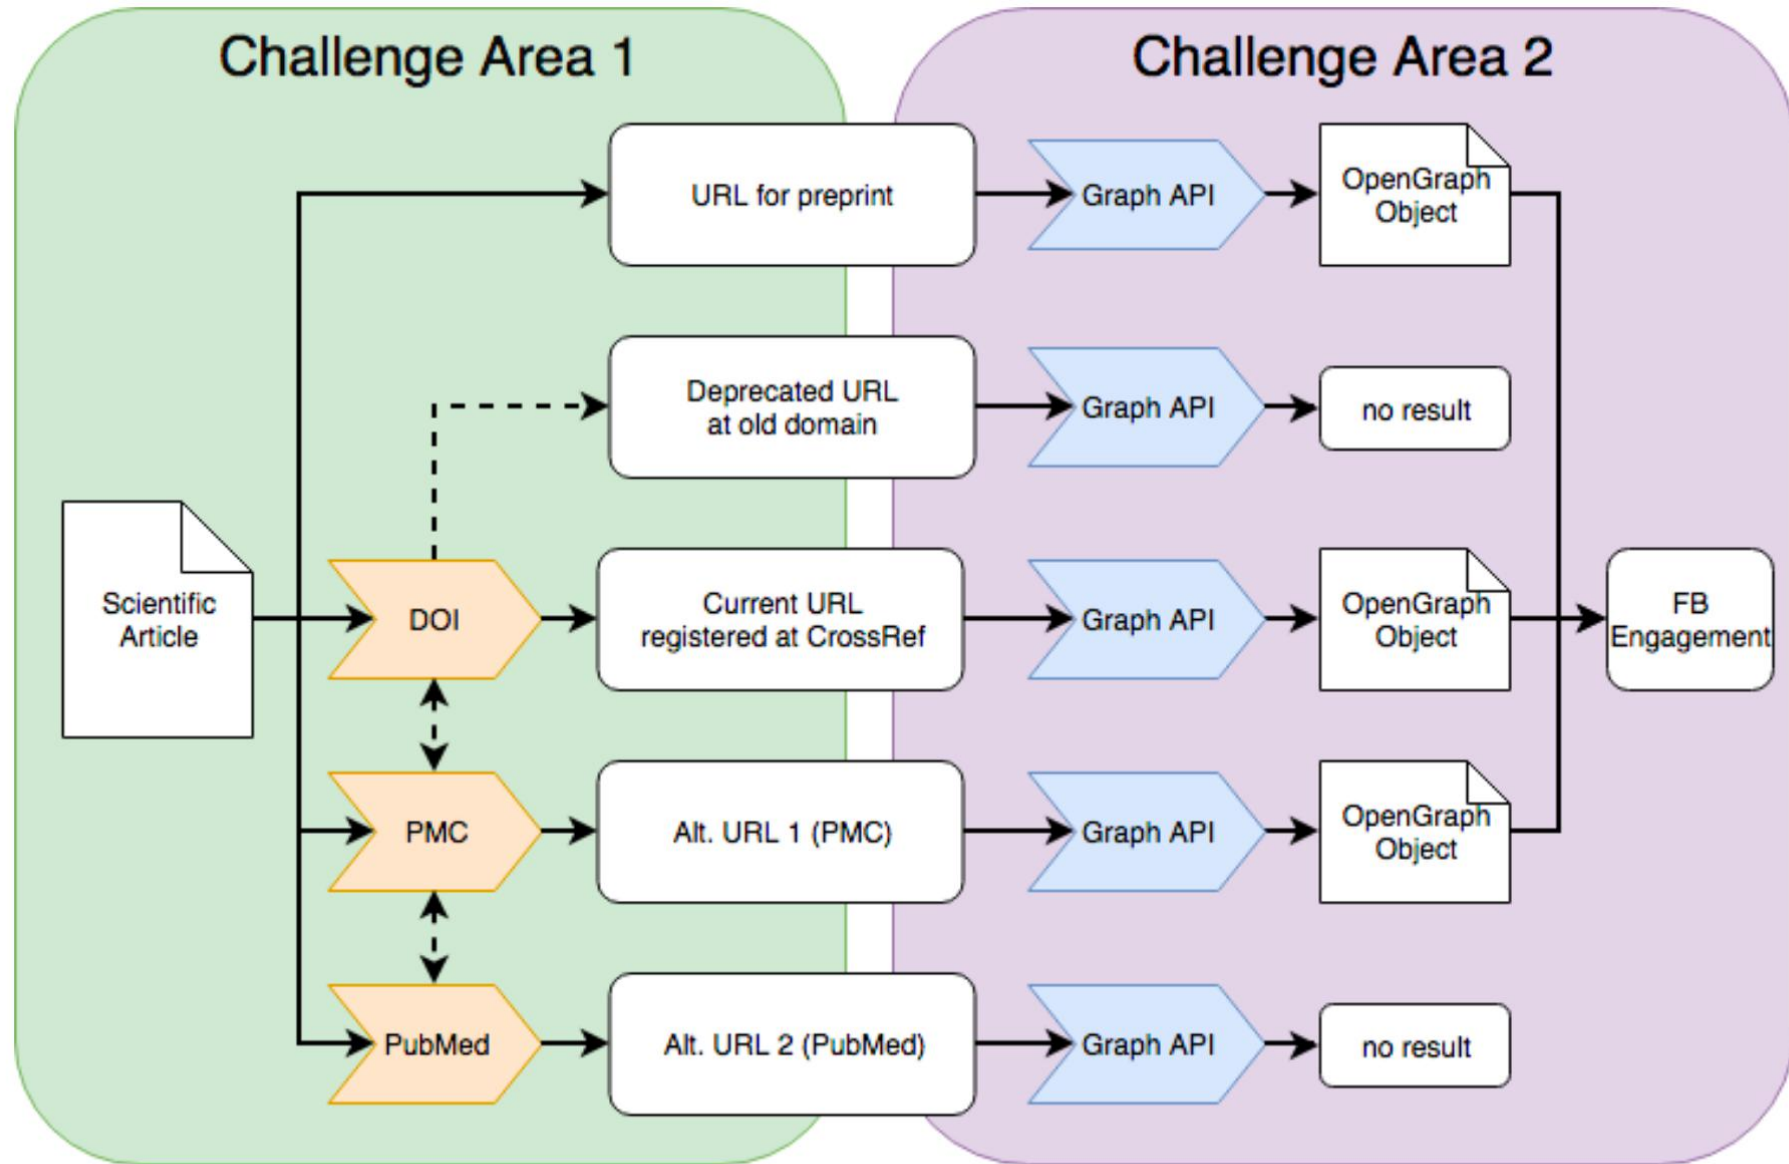 Challenge Area 1
Challenge Area 2
URL for preprint
Graph API
OpenGraph
Object
Deprecated URL
at old domain
Graph API
no result
Scientific
Article
DOI
Current URL
registered at CrossRef
Graph API
OpenGraph
Object
FB
Engagement
PMC
Alt. URL 1 (PMC)
Graph API
OpenGraph
Object
PubMed
Alt. URL 2 (PubMed)
Graph API
no result